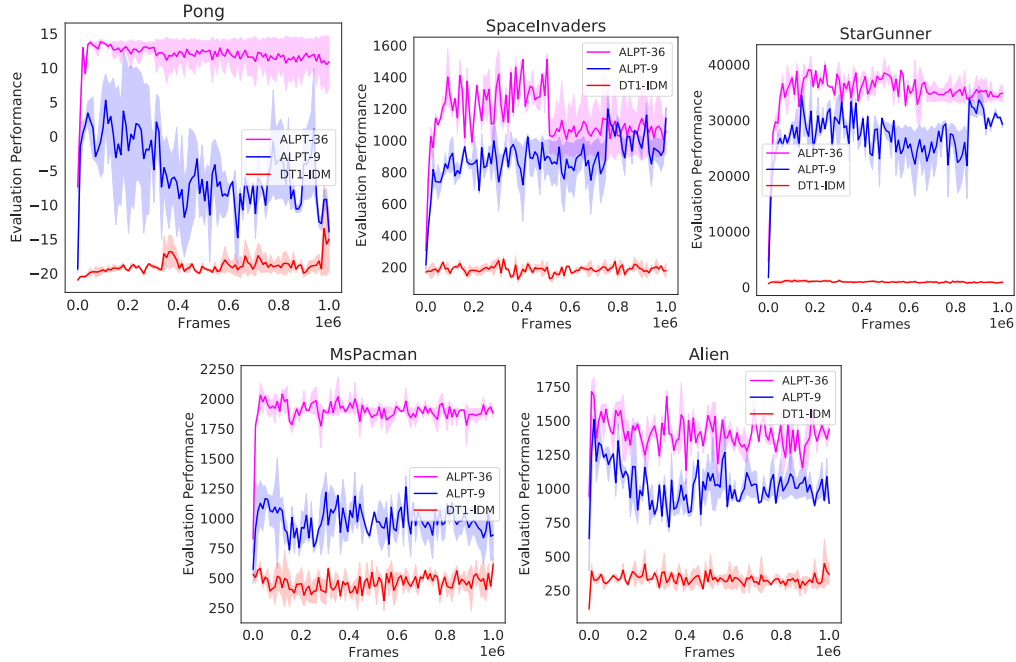 Pong
Evaluation Performance
15
10
5
0
−5
−10
−15
−20
ALPT-36
ALPT-9
DT1-IDM
0.0 0.2 0.4 0.6 0.8 1.0
Frames
1e6
SpaceInvaders
Evaluation Performance
1600
1400
1200
1000
800
600
400
200
ALPT-36
ALPT-9
DT1-IDM
0.0 0.2 0.4 0.6 0.8 1.0
Frames
1e6
StarGunner
Evaluation Performance
40000
30000
20000
10000
0
ALPT-36
ALPT-9
DT1-IDM
0.0 0.2 0.4 0.6 0.8 1.0
Frames
1e6
MsPacman
Evaluation Performance
2250
2000
1750
1500
1250
1000
750
500
250
ALPT-36
ALPT-9
DT1-IDM
0.0 0.2 0.4 0.6 0.8 1.0
Frames
1e6
Alien
Evaluation Performance
1750
1500
1250
1000
750
500
250
ALPT-36
ALPT-9
DT1-IDM
0.0 0.2 0.4 0.6 0.8 1.0
Frames
1e6